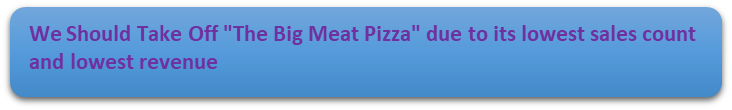 We Should Take Off "The Big Meat Pizza" due to its lowest sales count
and lowest revenue